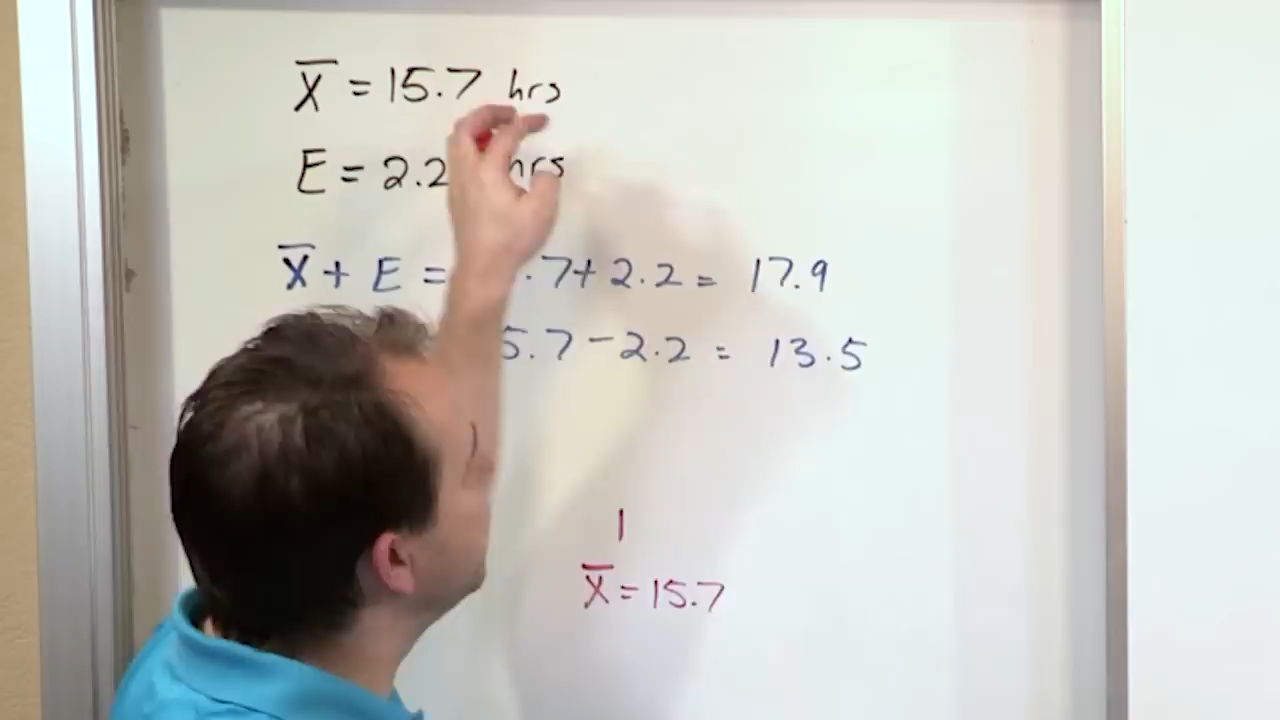 X̅ = 15.7 hrs
E = 2.2 hrs
X̅ + E = .7 + 2.2 = 17.9
5.7 - 2.2 = 13.5
X̅ = 15.7